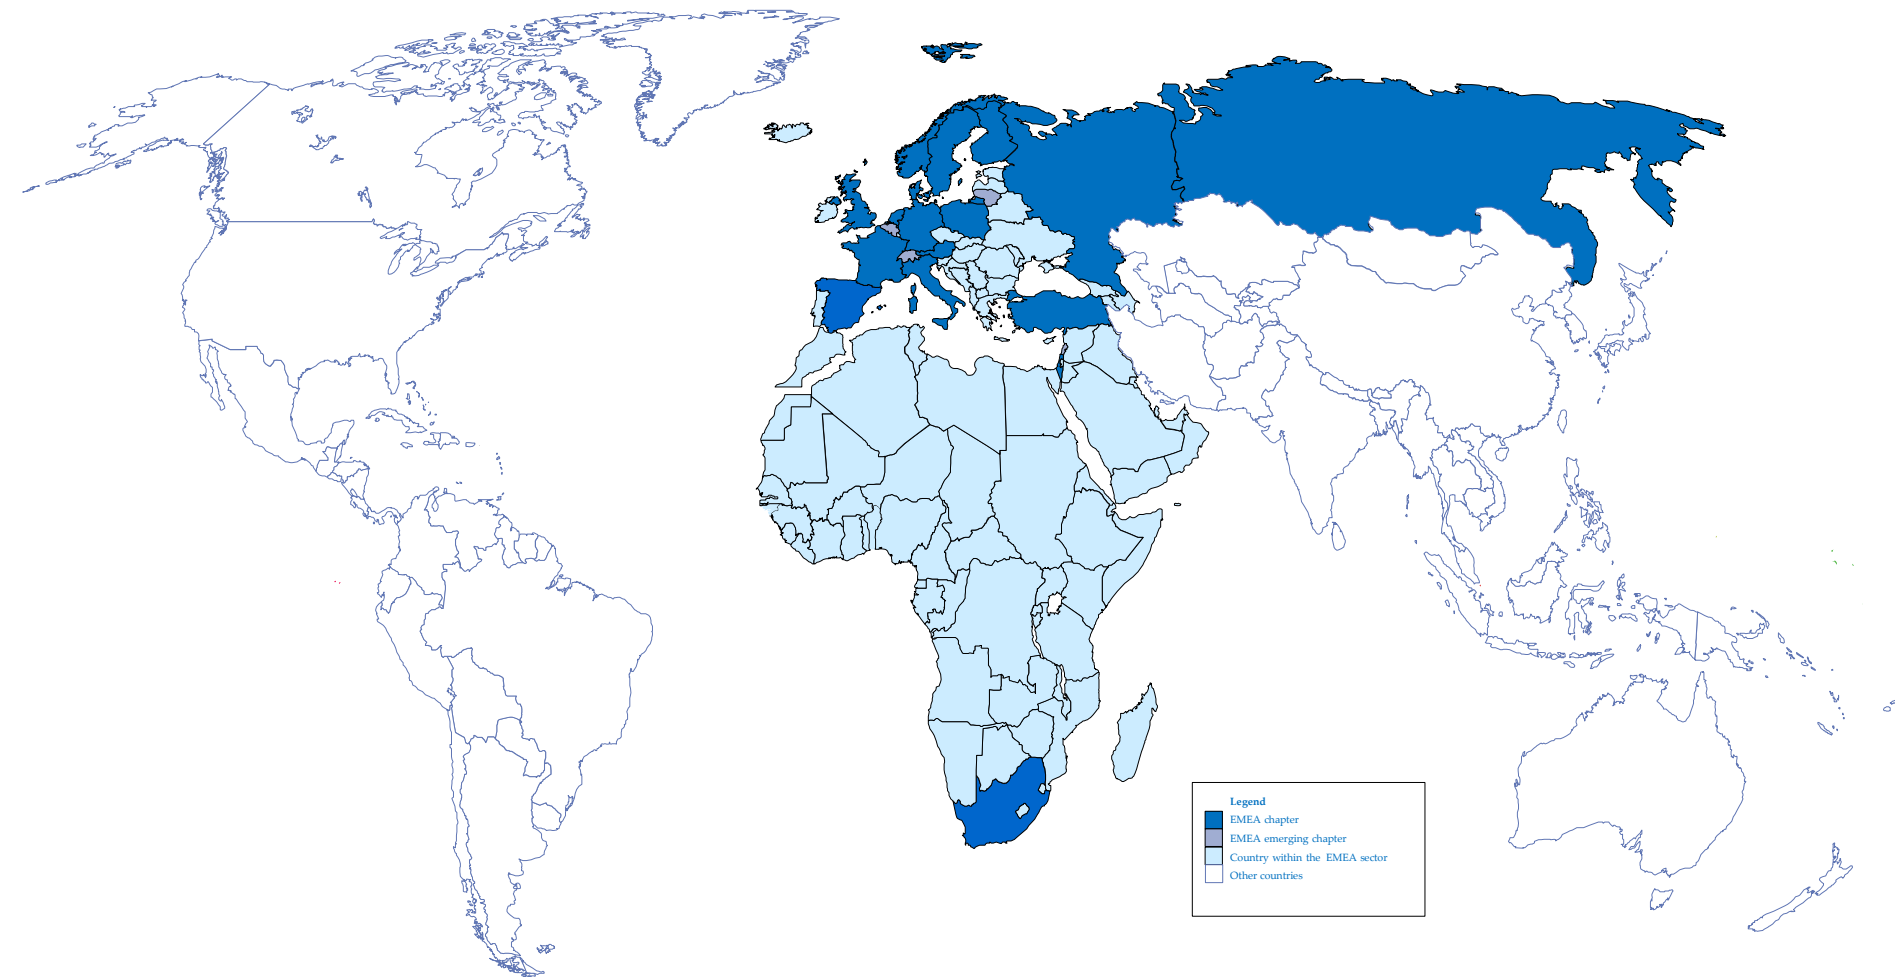 Legend
EMEA chapter
EMEA emerging chapter
Country within the EMEA sector
Other countries